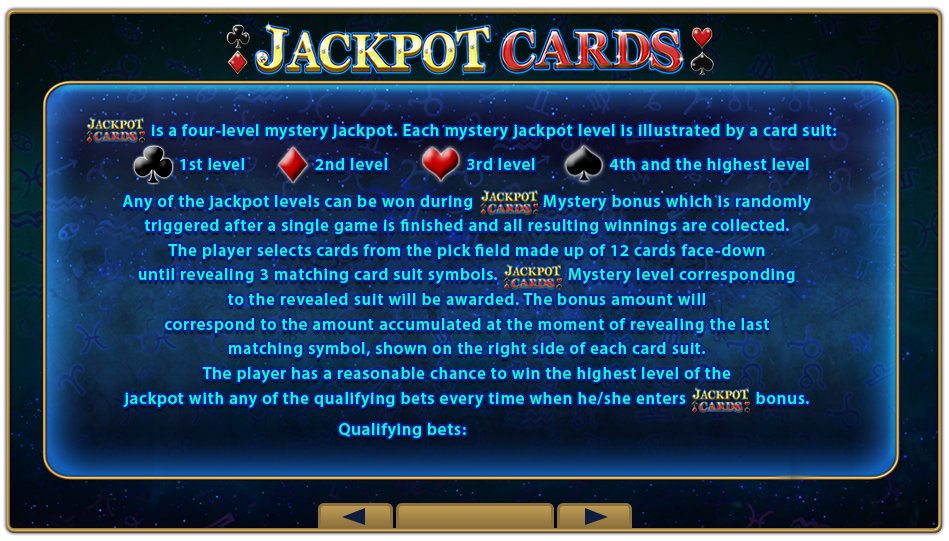 JACKPOT CARDS
JACKPOT CARDS is a four-level mystery jackpot. Each mystery jackpot level is illustrated by a card suit:
1st level 2nd level 3rd level 4th and the highest level
Any of the jackpot levels can be won during JACKPOT CARDS Mystery bonus which is randomly
triggered after a single game is finished and all resulting winnings are collected.
The player selects cards from the pick field made up of 12 cards face-down
until revealing 3 matching card suit symbols. JACKPOT CARDS Mystery level corresponding
to the revealed suit will be awarded. The bonus amount will
correspond to the amount accumulated at the moment of revealing the last
matching symbol, shown on the right side of each card suit.
The player has a reasonable chance to win the highest level of the
jackpot with any of the qualifying bets every time when he/she enters JACKPOT CARDS bonus.
Qualifying bets: